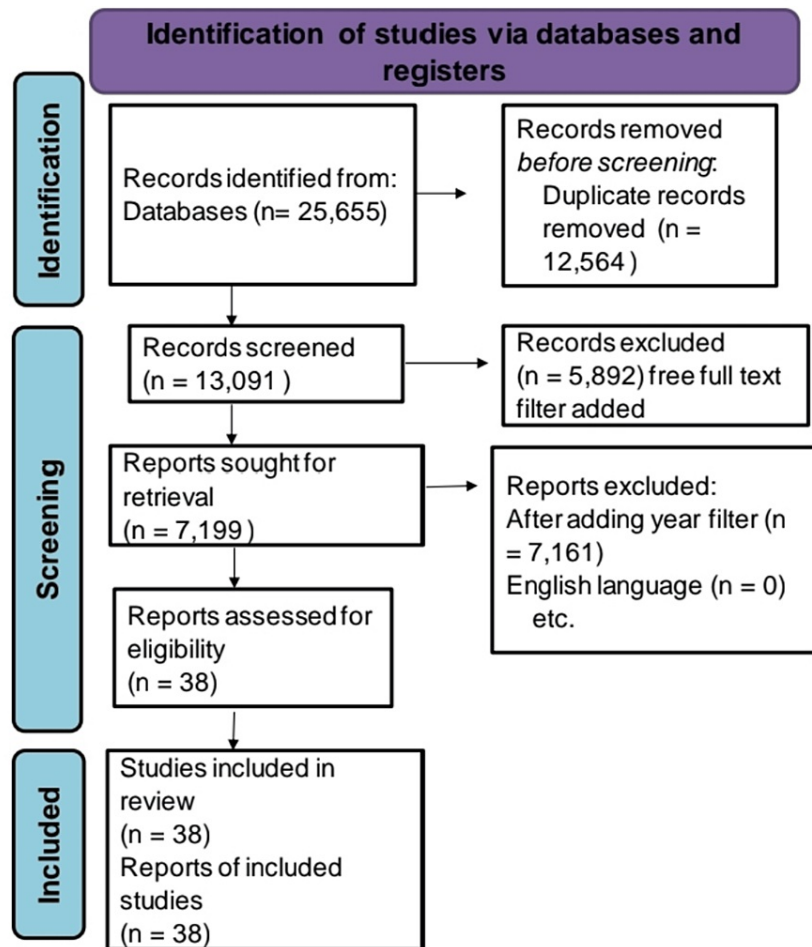 Identification of studies via databases and
registers
Identification
Records identified from:
Databases (n= 25,655)
Records removed
before screening:
Duplicate records
removed (n =
12,564 )
Screening
Records screened
(n = 13,091 )
Records excluded
(n = 5,892) free full text
filter added
Reports sought for
retrieval
(n = 7,199 )
Reports excluded:
After adding year filter (n
= 7,161)
English language (n = 0)
etc.
Reports assessed for
eligibility
(n = 38)
Included
Studies included in
review
(n = 38)
Reports of included
studies
(n = 38)